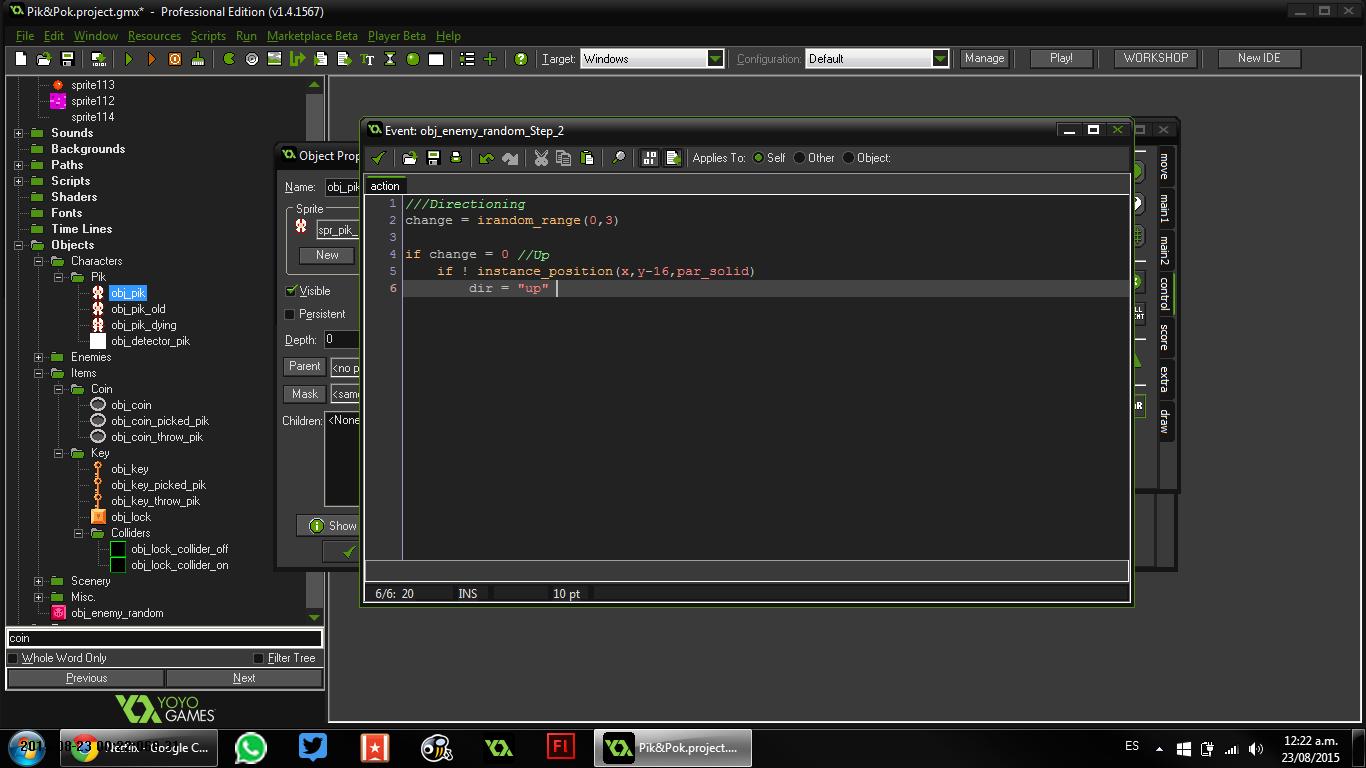 Pik&Pok.project.gmx* - Professional Edition (v1.4.1567)
File Edit Window Resources Scripts Run Marketplace Beta Player Beta Help
Target: Windows Configuration: Default Manage Play! WORKSHOP New IDE
sprite113
sprite112
sprite114
Sounds
Backgrounds
Paths
Scripts
Shaders
Fonts
Time Lines
Objects
Characters
Pik
obj_pik
obj_pik_old
obj_pik_dying
obj_detector_pik
Enemies
Items
Coin
obj_coin
obj_coin_picked_pik
obj_coin_throw_pik
Key
obj_key
obj_key_picked_pik
obj_key_throw_pik
obj_lock
Colliders
obj_lock_collider_off
obj_lock_collider_on
Scenery
Misc.
obj_enemy_random
coin
Whole Word Only Filter Tree
Previous Next
YOYO
GAMES
Object Prop
Name: obj_pik
Sprite
spr_pik_
New
Visible
Persistent
Depth: 0
Parent <no p
Mask <same
Children: <None
Show
Event: obj_enemy_random_Step_2
Applies To: Self Other Object:
action
1 ///Directioning
2 change = irandom_range(0,3)
3
4 if change = 0 //Up
5 if ! instance_position(x,y-16,par_solid)
6 dir = "up"
6/6: 20 INS 10 pt
move
main1
main2
control
score
extra
draw
Google C...
Pik&Pok.project....
ES
12:22 a.m.
23/08/2015